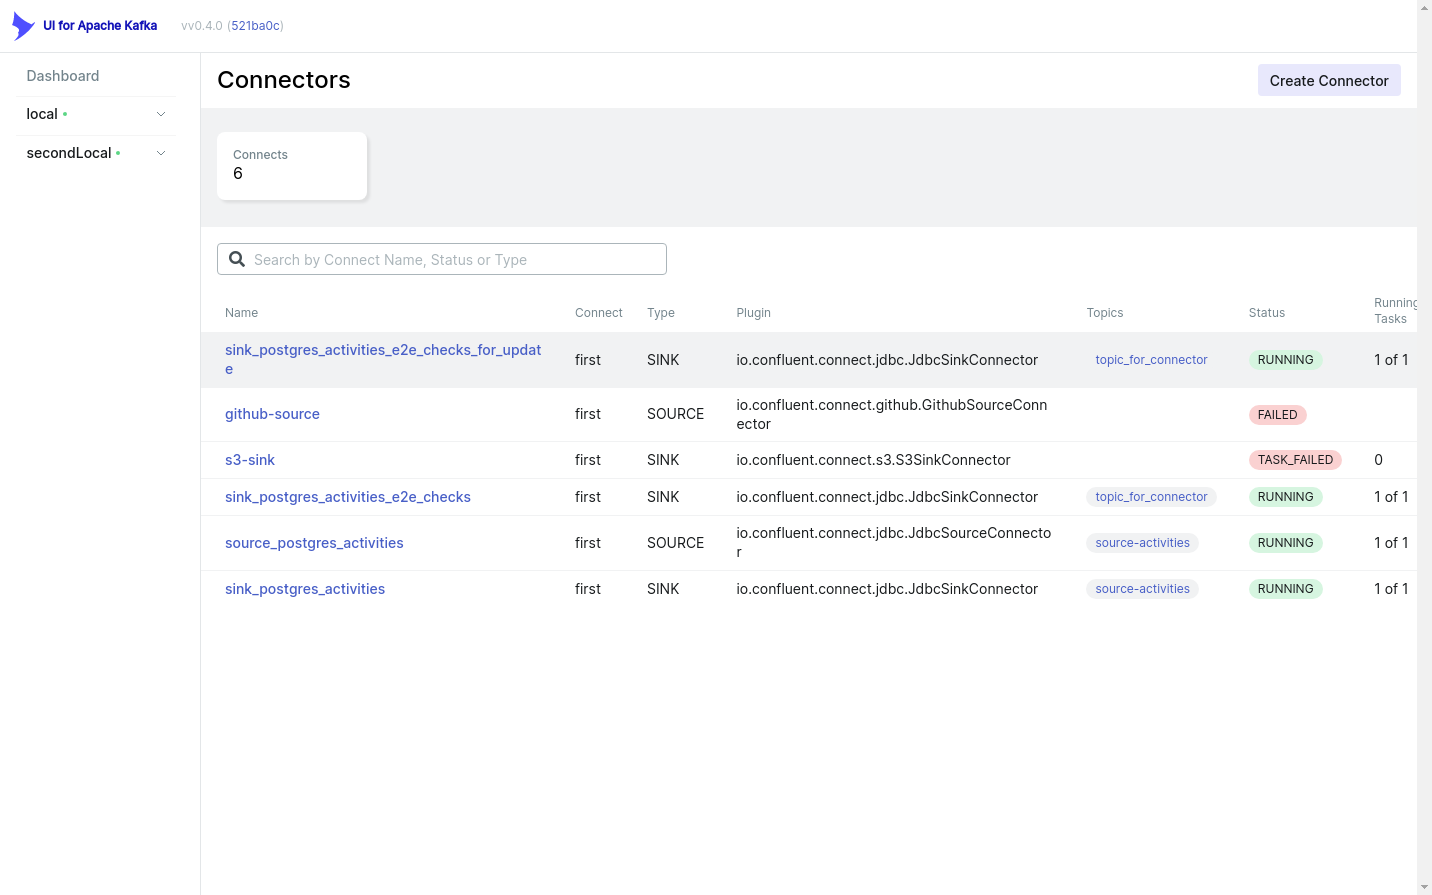 UI for Apache Kafka vv0.4.0 (521ba0c)
Dashboard
local
secondLocal
Connectors
Create Connector
Connects
6
Search by Connect Name, Status or Type
Name Connect Type Plugin Topics Status Running
Tasks
sink_postgres_activities_e2e_checks_for_updat
e
first SINK io.confluent.connect.jdbc.JdbcSinkConnector topic_for_connector RUNNING 1 of 1
github-source first SOURCE io.confluent.connect.github.GithubSourceConn
ector
FAILED
s3-sink first SINK io.confluent.connect.s3.S3SinkConnector TASK_FAILED 0
sink_postgres_activities_e2e_checks first SINK io.confluent.connect.jdbc.JdbcSinkConnector topic_for_connector RUNNING 1 of 1
source_postgres_activities first SOURCE io.confluent.connect.jdbc.JdbcSourceConnecto
r
source-activities RUNNING 1 of 1
sink_postgres_activities first SINK io.confluent.connect.jdbc.JdbcSinkConnector source-activities RUNNING 1 of 1